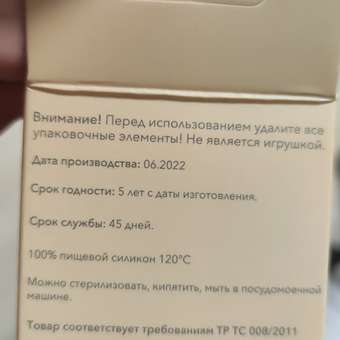 Внимание! Перед использованием удалите все
упаковочные элементы! Не является игрушкой.
Дата производства: 06.2022
Срок годности: 5 лет с даты изготовления.
Срок службы: 45 дней.
100% пищевой силикон 120°С
Можно стерилизовать, кипятить, мыть в посудомоечной
машине.
Товар соответствует требованиям ТР ТС 008/2011